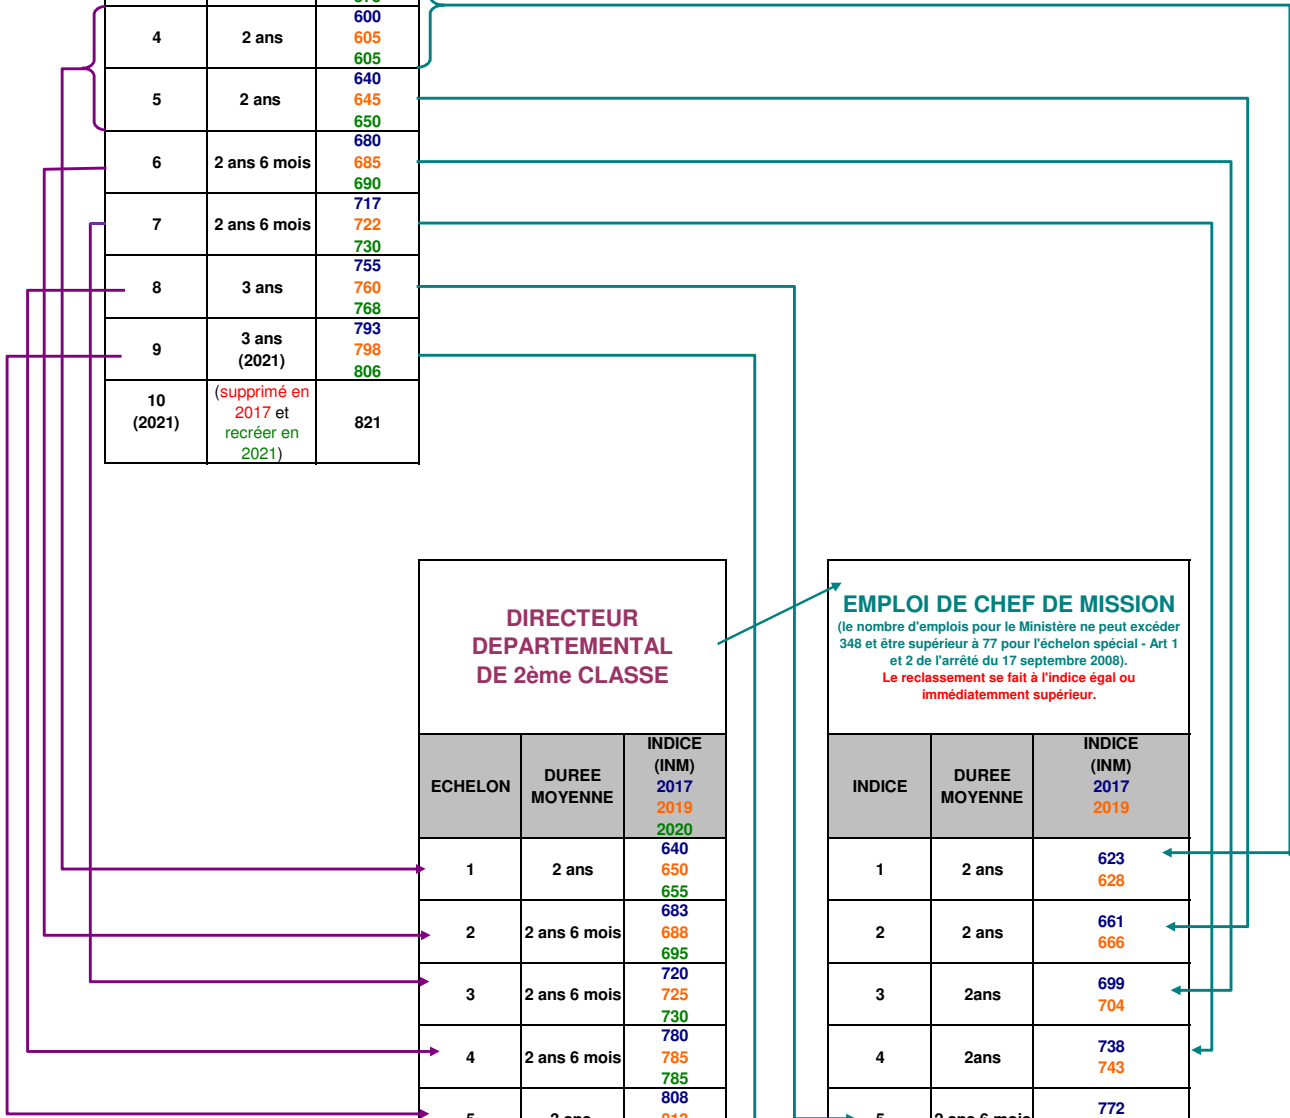 600
4 2 ans 605
605
640
5 2 ans 645
650
680
6 2 ans 6 mois 685
690
717
7 2 ans 6 mois 722
730
755
8 3 ans 760
768
793
9 3 ans (2021) 798
806
10 (2021) (supprimé en 2017 et recréer en 2021) 821
DIRECTEUR
DEPARTEMENTAL
DE 2ème CLASSE
ECHELON
DUREE
MOYENNE
INDICE
(INM)
2017
2019
2020
640
1 2 ans 650
655
683
2 2 ans 6 mois 688
695
720
3 2 ans 6 mois 725
730
780
4 2 ans 6 mois 785
785
808
EMPLOI DE CHEF DE MISSION
(le nombre d'emplois pour le Ministère ne peut excéder
348 et être supérieur à 77 pour l'échelon spécial - Art 1
et 2 de l'arrêté du 17 septembre 2008).
Le reclassement se fait à l'indice égal ou
immédiatemment supérieur.
INDICE
DUREE
MOYENNE
INDICE
(INM)
2017
2019
1 2 ans 623
628
2 2 ans 661
666
3 2ans 699
704
4 2ans 738
743
772